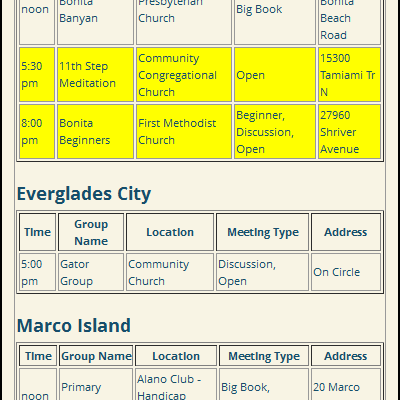 noon
Bonita
Banyan
Presbyterian
Church
Big Book
Bonita
Beach
Road
5:30
pm
11th Step
Meditation
Community
Congregational
Church
Open
15300
Tamiami Tr
N
8:00
pm
Bonita
Beginners
First Methodist
Church
Beginner,
Discussion,
Open
27960
Shriver
Avenue
Everglades City
Time
Group
Name
Location
Meeting Type
Address
5:00
pm
Gator
Group
Community
Church
Discussion,
Open
On Circle
Marco Island
Time
Group Name
Location
Meeting Type
Address
noon
Primary
Alano Club -
Handicap
Big Book,
20 Marco